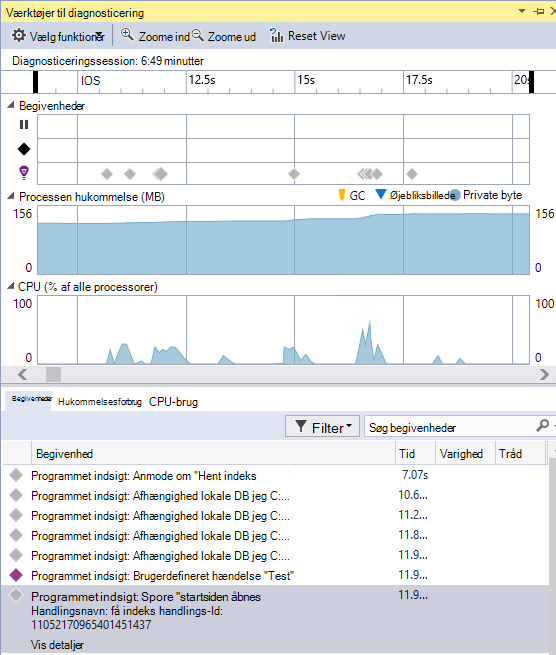 Værktøjer til diagnosticering
Vælg funktioner Zoome ind Zoome ud Reset View
Diagnosticeringssession: 6:49 minutter
IOS 12.5s 15s 17.5s 20s
Begivenheder
Processen hukommelse (MB) GC Øjebliksbillede Private byte
156 156
0 0
CPU (% af alle processorer)
100 100
0 0
Begivenheder Hukommelsesforbrug CPU-brug
Filter Søg begivenheder
Begivenhed Tid Varighed Tråd
Programmet indsigt: Anmode om "Hent indeks 7.07s
Programmet indsigt: Afhængighed lokale DB jeg C:... 10.6...
Programmet indsigt: Afhængighed lokale DB jeg C:... 11.2...
Programmet indsigt: Afhængighed lokale DB jeg C:... 11.8...
Programmet indsigt: Afhængighed lokale DB jeg C:... 11.9...
Programmet indsigt: Brugerdefineret hændelse "Test" 11.9...
Programmet indsigt: Spore "startsiden åbnes 11.9...
Handlingsnavn: få indeks handlings-Id:
11052170965401451437
Vis detaljer